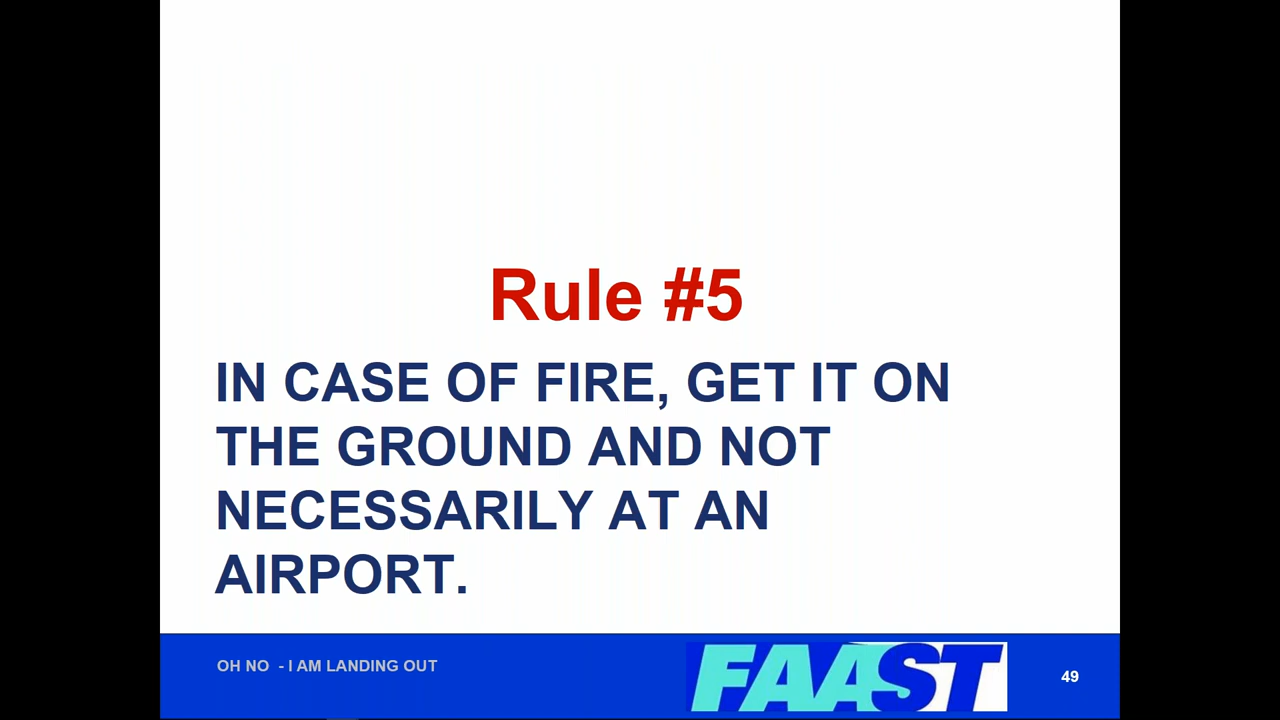 Rule #5
IN CASE OF FIRE, GET IT ON
THE GROUND AND NOT
NECESSARILY AT AN
AIRPORT.
OH NO - I AM LANDING OUT
FAAST
49